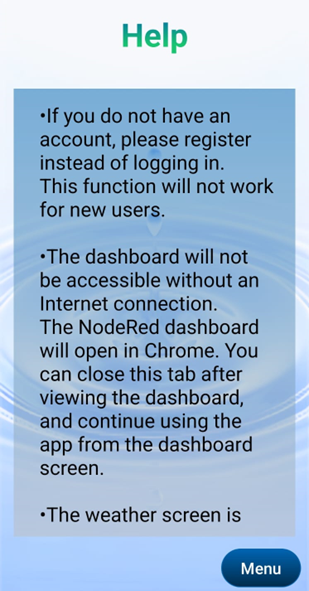 Help
•If you do not have an
account, please register
instead of logging in.
This function will not work
for new users.
•The dashboard will not
be accessible without an
Internet connection.
The NodeRed dashboard
will open in Chrome. You
can close this tab after
viewing the dashboard,
and continue using the
app from the dashboard
screen.
•The weather screen is
Menu